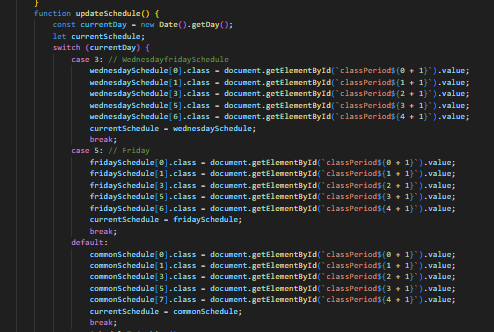 }
function updateSchedule() {
const currentDay = new Date().getDay();
let currentSchedule;
switch (currentDay) {
case 3: // WednesdayfridaySchedule
wednesdaySchedule[0].class = document.getElementById(`classPeriod${0 + 1}`).value;
wednesdaySchedule[1].class = document.getElementById(`classPeriod${1 + 1}`).value;
wednesdaySchedule[3].class = document.getElementById(`classPeriod${2 + 1}`).value;
wednesdaySchedule[5].class = document.getElementById(`classPeriod${3 + 1}`).value;
wednesdaySchedule[6].class = document.getElementById(`classPeriod${4 + 1}`).value;
currentSchedule = wednesdaySchedule;
break;
case 5: // Friday
fridaySchedule[0].class = document.getElementById(`classPeriod${0 + 1}`).value;
fridaySchedule[1].class = document.getElementById(`classPeriod${1 + 1}`).value;
fridaySchedule[3].class = document.getElementById(`classPeriod${2 + 1}`).value;
fridaySchedule[5].class = document.getElementById(`classPeriod${3 + 1}`).value;
fridaySchedule[6].class = document.getElementById(`classPeriod${4 + 1}`).value;
currentSchedule = fridaySchedule;
break;
default:
commonSchedule[0].class = document.getElementById(`classPeriod${0 + 1}`).value;
commonSchedule[1].class = document.getElementById(`classPeriod${1 + 1}`).value;
commonSchedule[3].class = document.getElementById(`classPeriod${2 + 1}`).value;
commonSchedule[5].class = document.getElementById(`classPeriod${3 + 1}`).value;
commonSchedule[7].class = document.getElementById(`classPeriod${4 + 1}`).value;
currentSchedule = commonSchedule;
break;